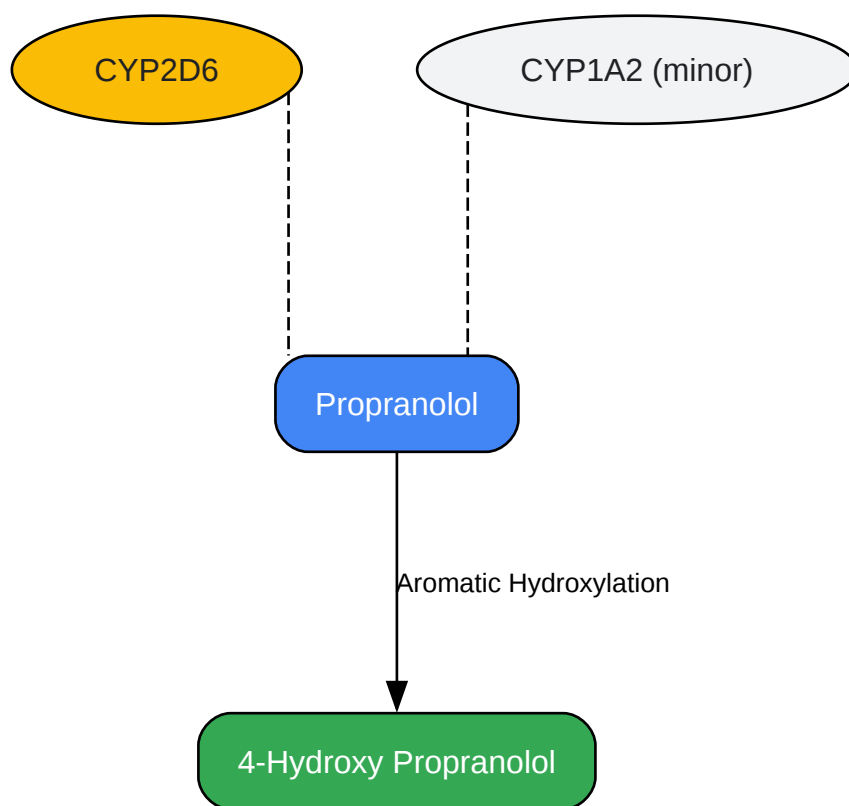 CYP2D6
CYP1A2 (minor)
Propranolol
Aromatic Hydroxylation
4-Hydroxy Propranolol